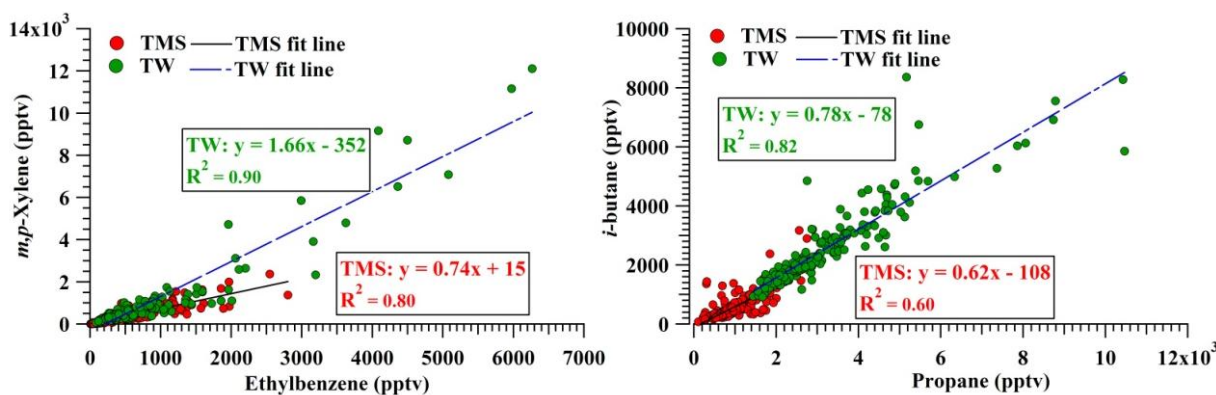 14x10³
12
10
8
6
4
2
0
m,p-Xylene (pptv)
TMS
TMS fit line
TW
TW fit line
TW: y = 1.66x - 352
R² = 0.90
TMS: y = 0.74x + 15
R² = 0.80
0 1000 2000 3000 4000 5000 6000 7000
Ethylbenzene (pptv)
8000
6000
4000
2000
0
i-butane (pptv)
TMS
TMS fit line
TW
TW fit line
TW: y = 0.78x - 78
R² = 0.82
TMS: y = 0.62x - 108
R² = 0.60
0 2 4 6 8 10 12x10³
Propane (pptv)